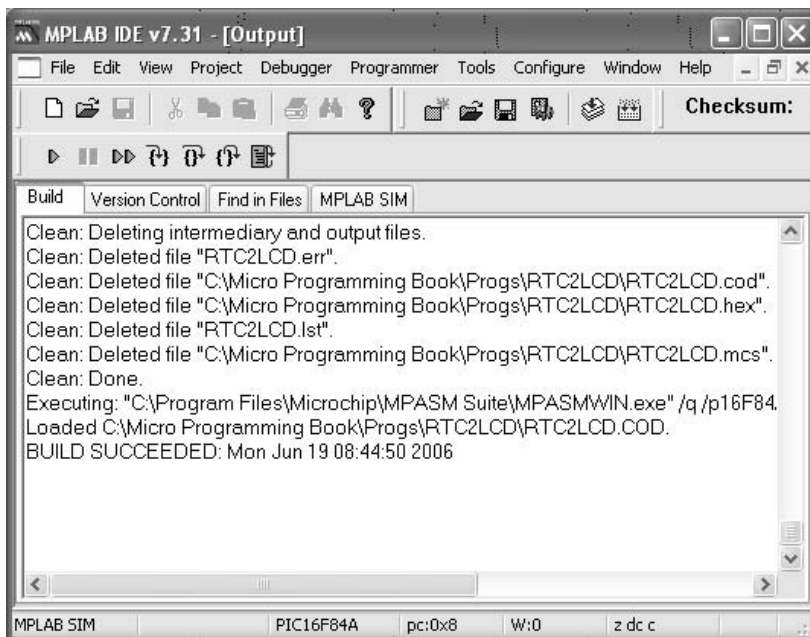 MPLAB IDE v7.31 - [Output]
File Edit View Project Debugger Programmer Tools Configure Window Help
Checksum:
Build Version Control Find in Files MPLAB SIM
Clean: Deleting intermediary and output files.
Clean: Deleted file "RTC2LCD.err".
Clean: Deleted file "C:\Micro Programming Book\Progs\RTC2LCD\RTC2LCD.cod".
Clean: Deleted file "C:\Micro Programming Book\Progs\RTC2LCD\RTC2LCD.hex".
Clean: Deleted file "RTC2LCD.lst".
Clean: Deleted file "C:\Micro Programming Book\Progs\RTC2LCD\RTC2LCD.mcs".
Clean: Done.
Executing: "C:\Program Files\Microchip\MPASM Suite\MPASMWIN.exe" /q /p16F84
Loaded C:\Micro Programming Book\Progs\RTC2LCD\RTC2LCD.COD.
BUILD SUCCEEDED: Mon Jun 19 08:44:50 2006
MPLAB SIM PIC16F84A pc:0x8 W:0 z dc c